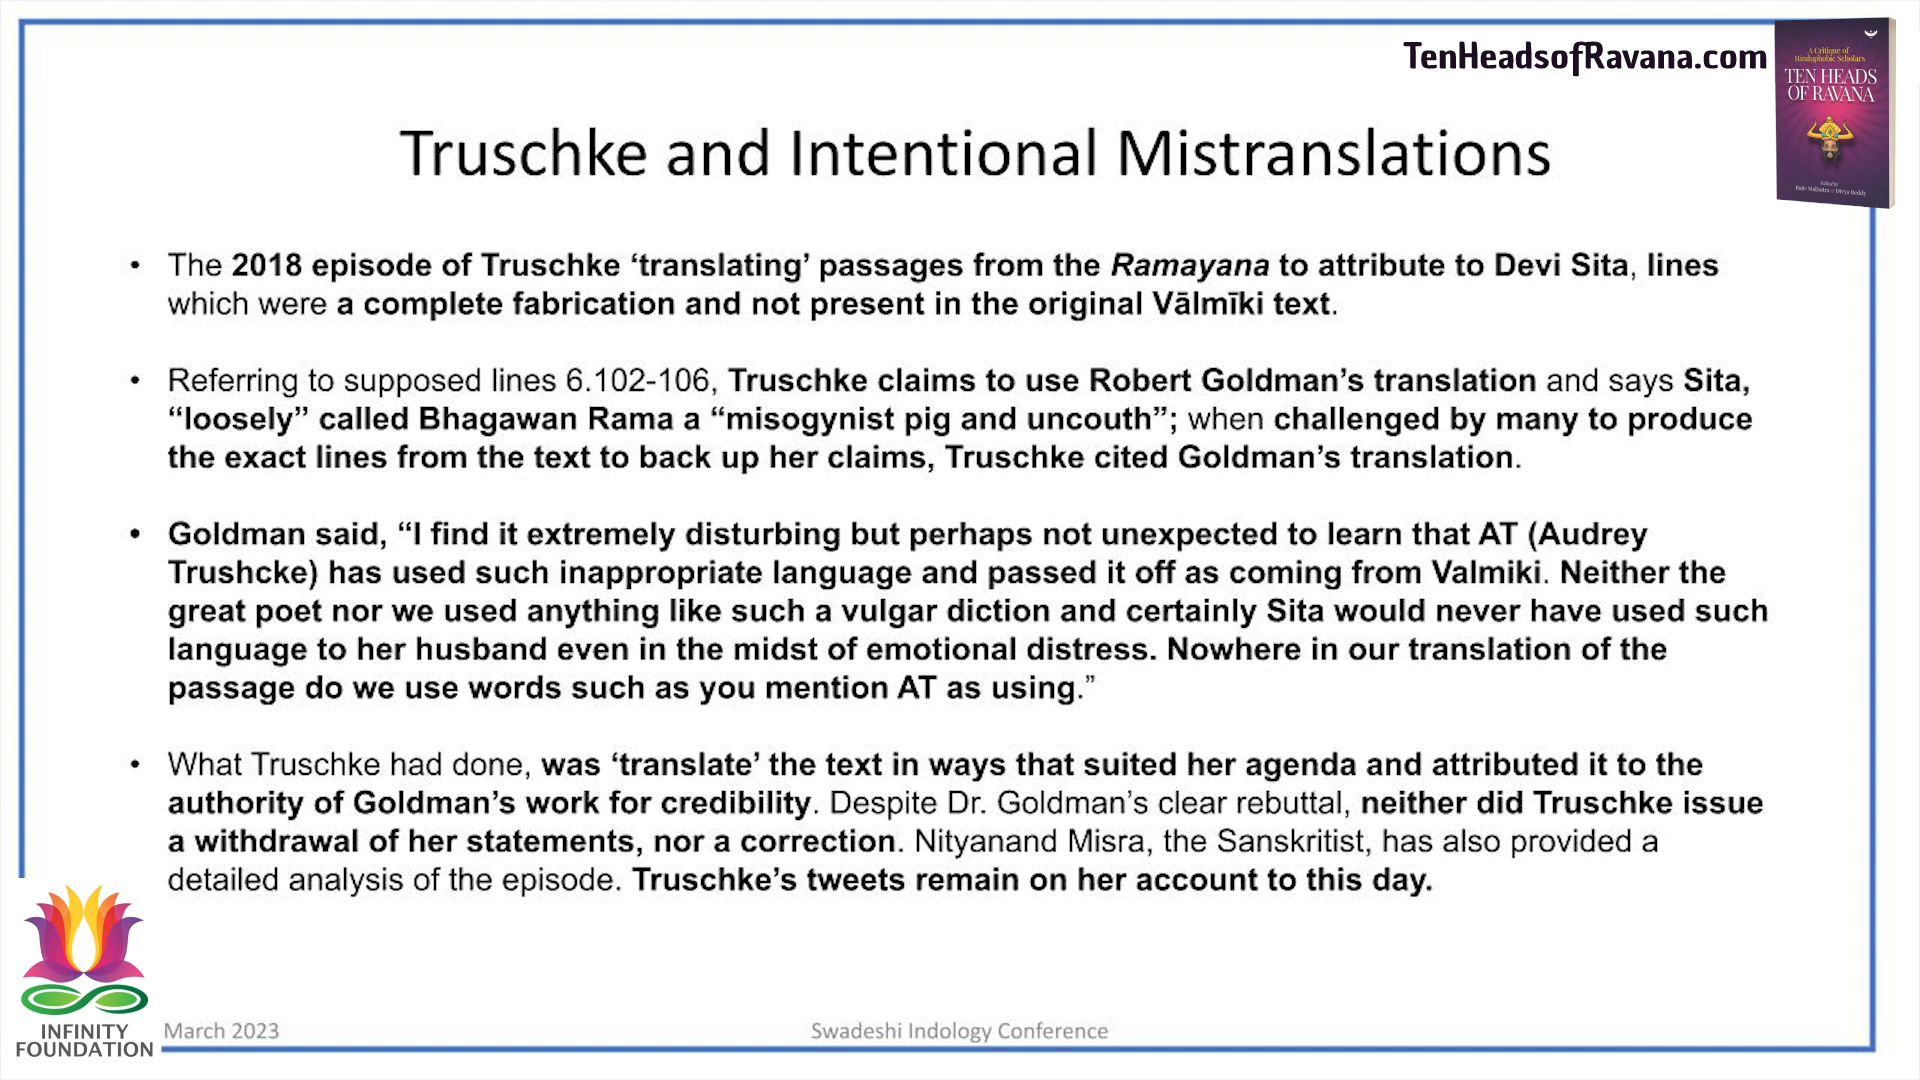 TenHeadsofRavana.com
A Critique of
Hinduphobic Scholars
TEN HEADS
OF RAVANA
Edited by
Rajiv Malhotra & Divya Reddy
Truschke and Intentional Mistranslations
• The 2018 episode of Truschke ‘translating’ passages from the Ramayana to attribute to Devi Sita, lines
which were a complete fabrication and not present in the original Vālmīki text.
• Referring to supposed lines 6.102-106, Truschke claims to use Robert Goldman’s translation and says Sita,
“loosely” called Bhagawan Rama a “misogynist pig and uncouth”; when challenged by many to produce
the exact lines from the text to back up her claims, Truschke cited Goldman’s translation.
• Goldman said, “I find it extremely disturbing but perhaps not unexpected to learn that AT (Audrey
Trushcke) has used such inappropriate language and passed it off as coming from Valmiki. Neither the
great poet nor we used anything like such a vulgar diction and certainly Sita would never have used such
language to her husband even in the midst of emotional distress. Nowhere in our translation of the
passage do we use words such as you mention AT as using.”
• What Truschke had done, was ‘translate’ the text in ways that suited her agenda and attributed it to the
authority of Goldman’s work for credibility. Despite Dr. Goldman’s clear rebuttal, neither did Truschke issue
a withdrawal of her statements, nor a correction. Nityanand Misra, the Sanskritist, has also provided a
detailed analysis of the episode. Truschke’s tweets remain on her account to this day.
INFINITY
FOUNDATION
March 2023
Swadeshi Indology Conference